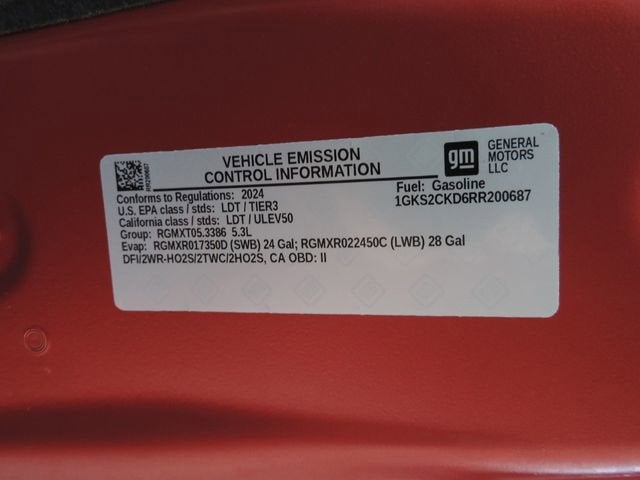 VEHICLE EMISSION
CONTROL INFORMATION
gm
GENERAL
MOTORS
LLC
RR200687
Conforms to Regulations: 2024
U.S. EPA class / stds: LDT / TIER3
California class / stds: LDT / ULEV50
Group: RGMXT05.3386 5.3L
Evap: RGMXR017350D (SWB) 24 Gal; RGMXR022450C (LWB) 28 Gal
DFI/2WR-HO2S/2TWC/2HO2S, CA OBD: II
Fuel: Gasoline
1GKS2CKD6RR200687